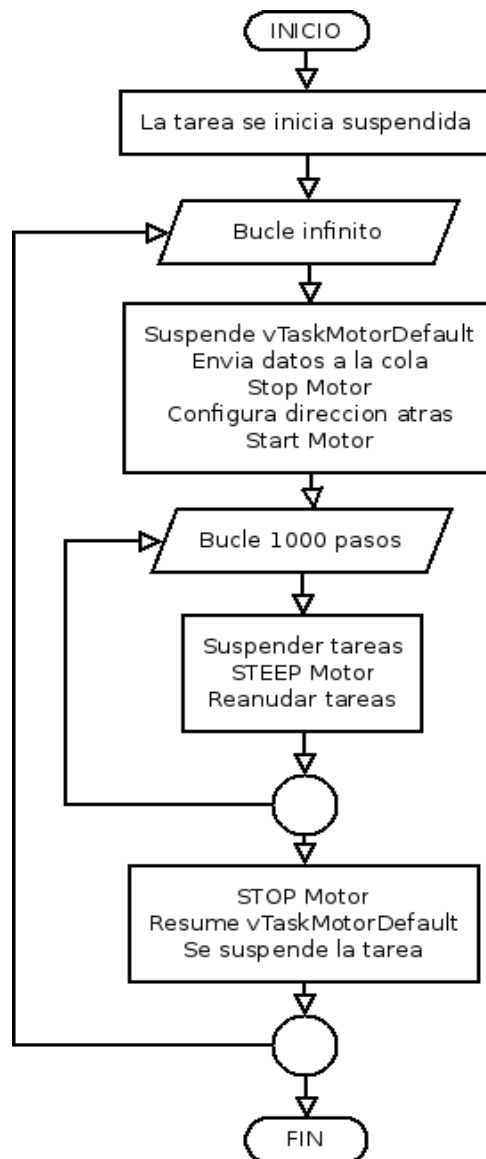 INICIO
La tarea se inicia suspendida
Bucle infinito
Suspende vTaskMotorDefault
Envia datos a la cola
Stop Motor
Configura direccion atras
Start Motor
Bucle 1000 pasos
Suspender tareas
STEEP Motor
Reanudar tareas
STOP Motor
Resume vTaskMotorDefault
Se suspende la tarea
FIN